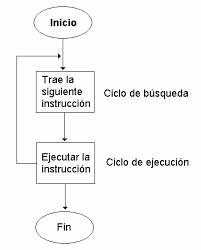 Inicio
Trae la
siguiente
instrucción
Ciclo de búsqueda
Ejecutar la
instrucción
Ciclo de ejecución
Fin